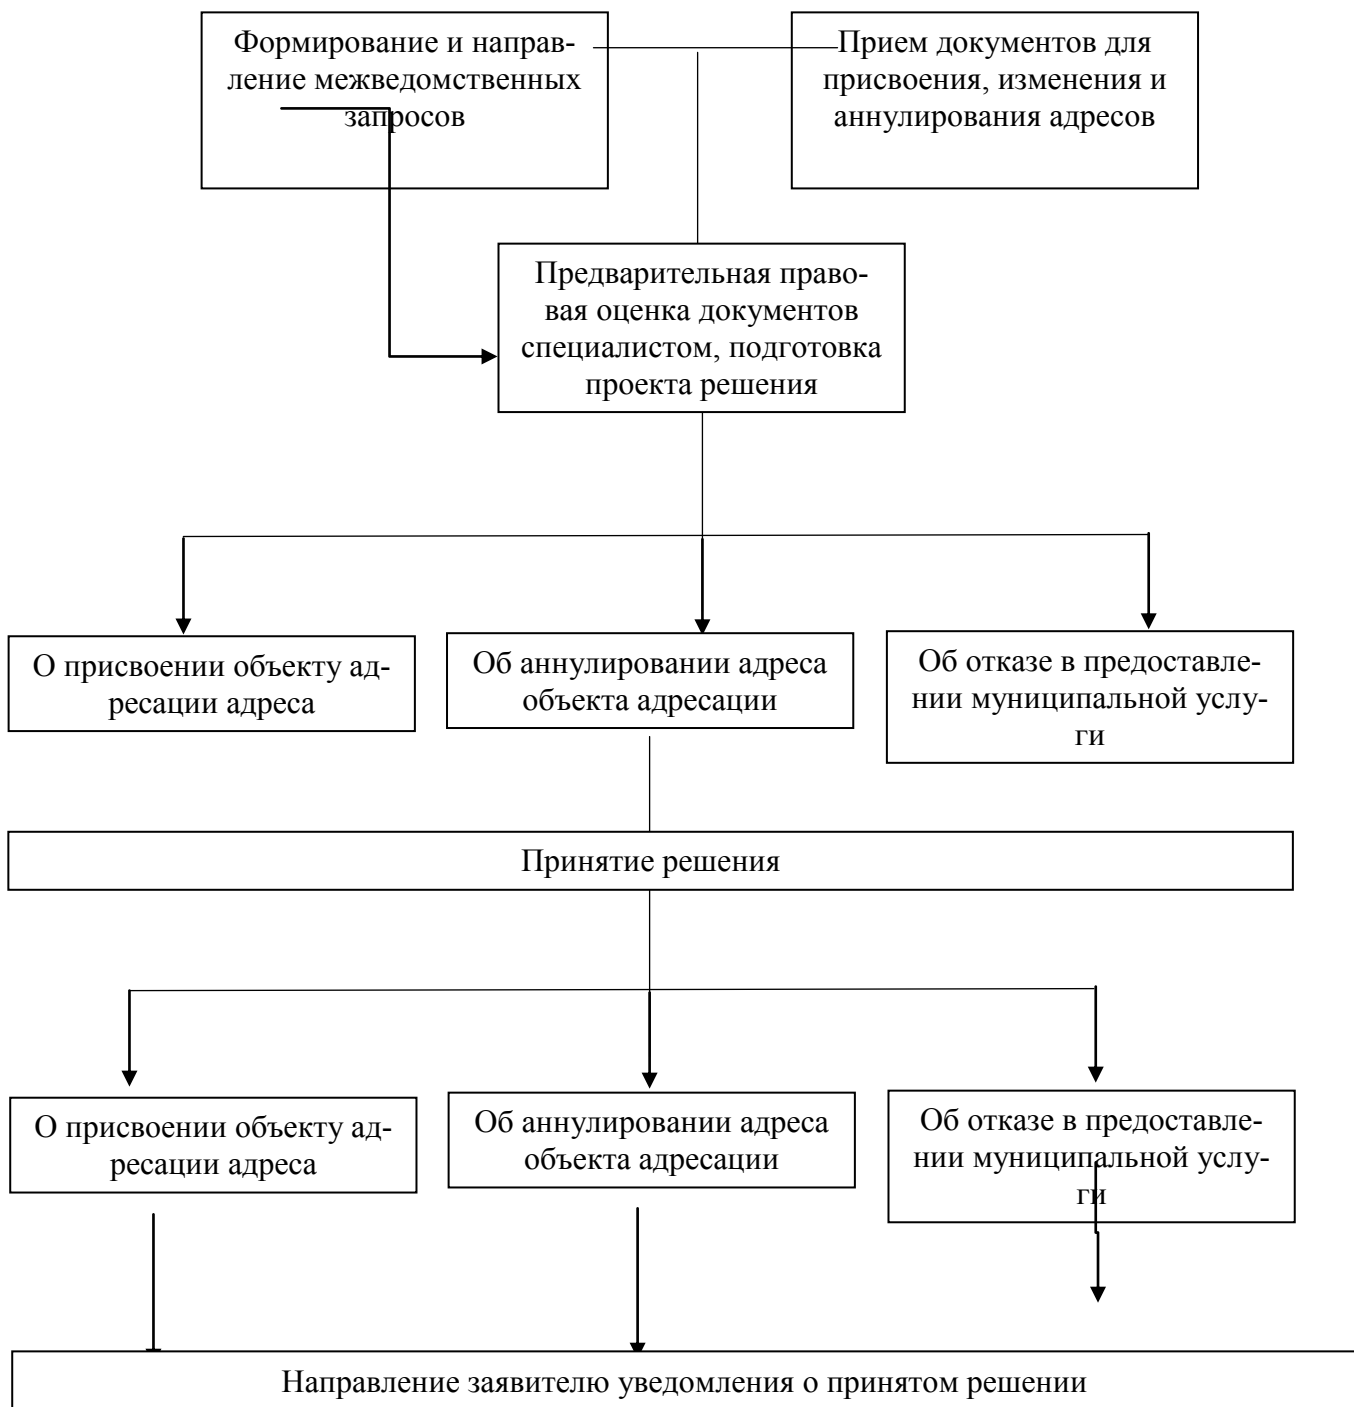 Формирование и направ-
ление межведомственных
запросов
Прием документов для
присвоения, изменения и
аннулирования адресов
Предварительная право-
вая оценка документов
специалистом, подготовка
проекта решения
О присвоении объекту ад-
ресации адреса
Об аннулировании адреса
объекта адресации
Об отказе в предоставле-
нии муниципальной услу-
ги
Принятие решения
О присвоении объекту ад-
ресации адреса
Об аннулировании адреса
объекта адресации
Об отказе в предоставле-
нии муниципальной услу-
ги
Направление заявителю уведомления о принятом решении